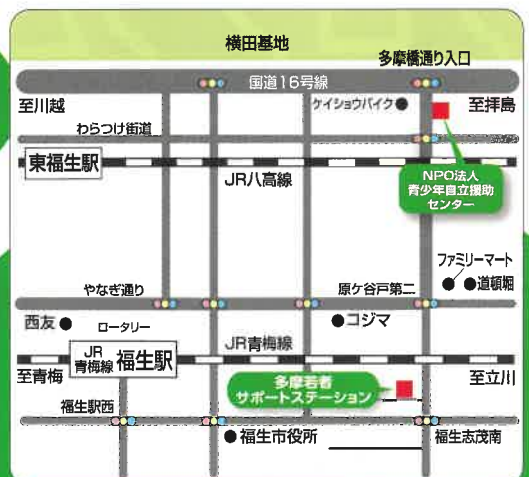 横田基地
多摩橋通り入口
国道16号線
至川越
ケイショウバイク
至拝島
わらつけ街道
東福生駅
JR八高線
NPO法人
青少年自立援助
センター
ファミリーマート
道頓堀
やなぎ通り
原ケ谷戸第二
西友
ロータリー
コジマ
JR青梅線
JR
青梅線
福生駅
至青梅
多摩若者
サポートステーション
至立川
福生駅西
福生市役所
福生志茂南